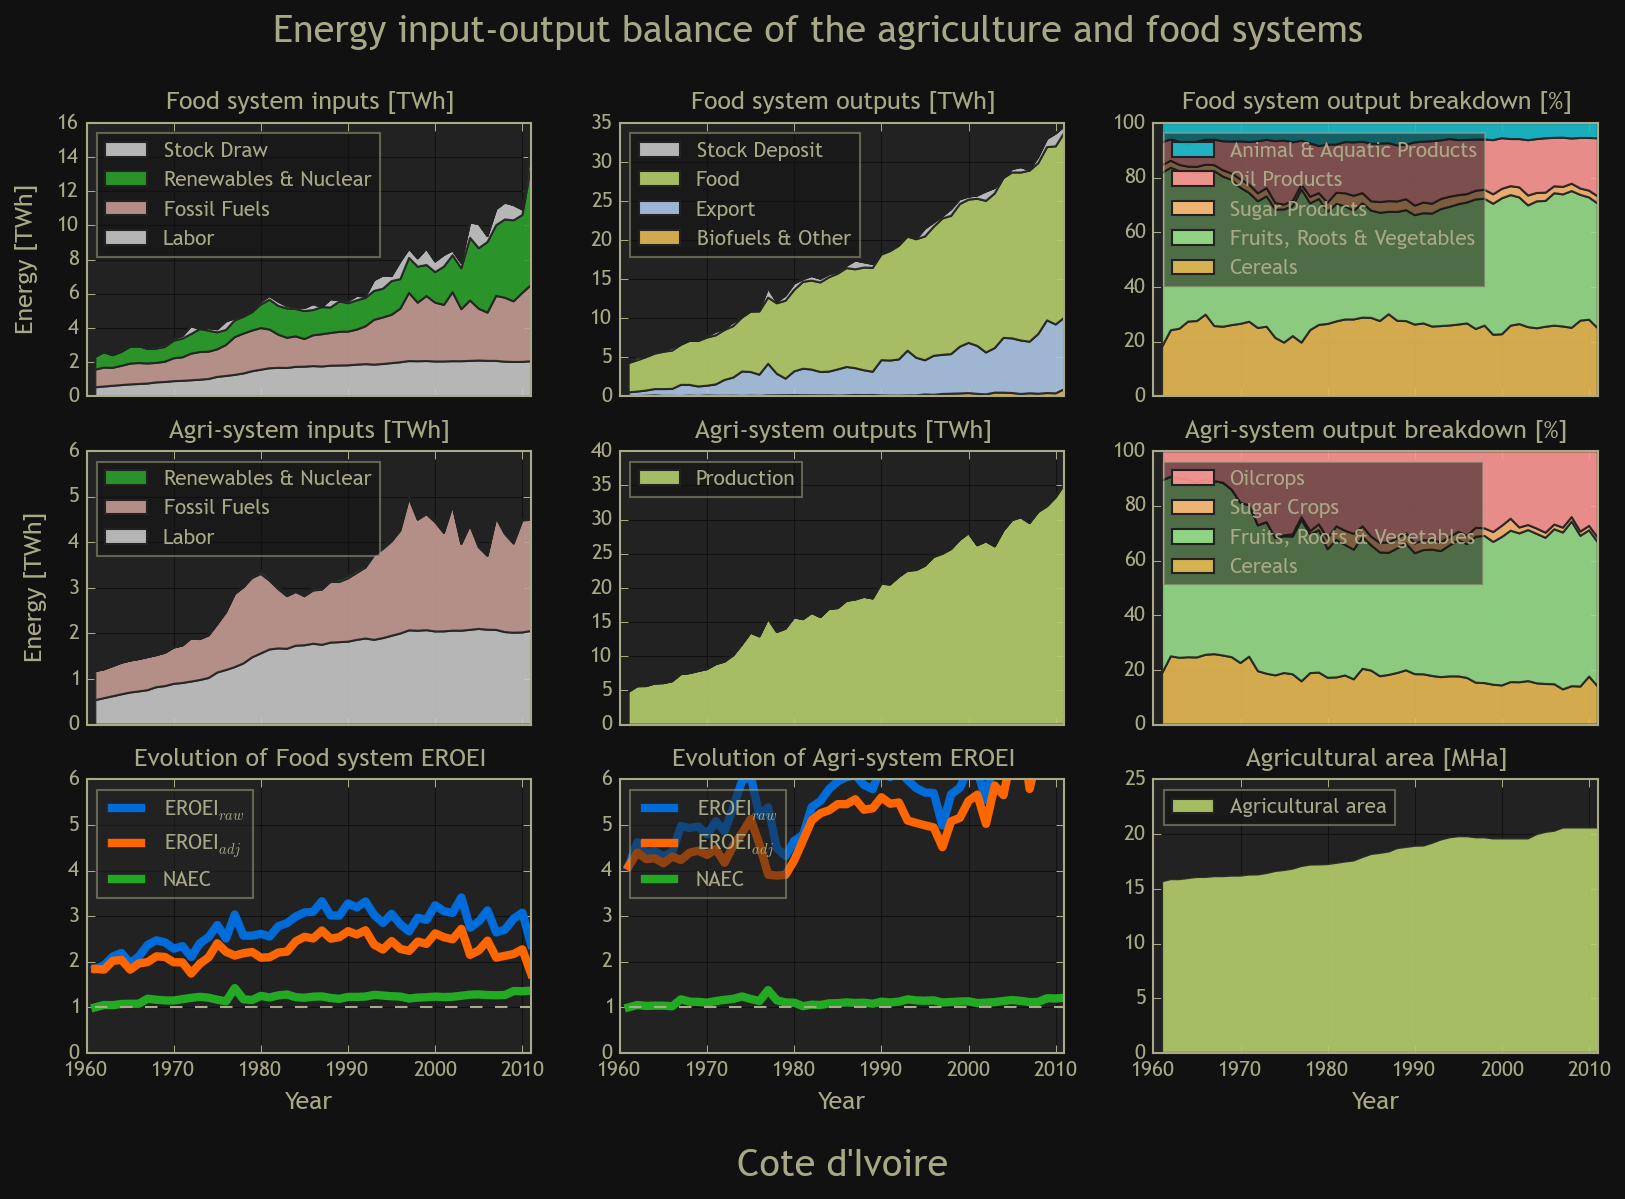 Energy input-output balance of the agriculture and food systems
Food system inputs [TWh]
Energy [TWh]
16
14
12
10
8
6
4
2
0
Stock Draw
Renewables & Nuclear
Fossil Fuels
Labor
Food system outputs [TWh]
35
30
25
20
15
10
5
0
Stock Deposit
Food
Export
Biofuels & Other
Food system output breakdown [%]
100
80
60
40
20
0
Animal & Aquatic Products
Oil Products
Sugar Products
Fruits, Roots & Vegetables
Cereals
Agri-system inputs [TWh]
Energy [TWh]
6
5
4
3
2
1
0
Renewables & Nuclear
Fossil Fuels
Labor
Agri-system outputs [TWh]
40
35
30
25
20
15
10
5
0
Production
Agri-system output breakdown [%]
100
80
60
40
20
0
Oilcrops
Sugar Crops
Fruits, Roots & Vegetables
Cereals
Evolution of Food system EROEI
6
5
4
3
2
1
0
EROEI raw
EROEI adj
NAEC
1960 1970 1980 1990 2000 2010
Year
Evolution of Agri-system EROEI
6
5
4
3
2
1
0
EROEI raw
EROEI adj
NAEC
1960 1970 1980 1990 2000 2010
Year
Agricultural area [MHa]
25
20
15
10
5
0
Agricultural area
1960 1970 1980 1990 2000 2010
Year
Cote d'Ivoire